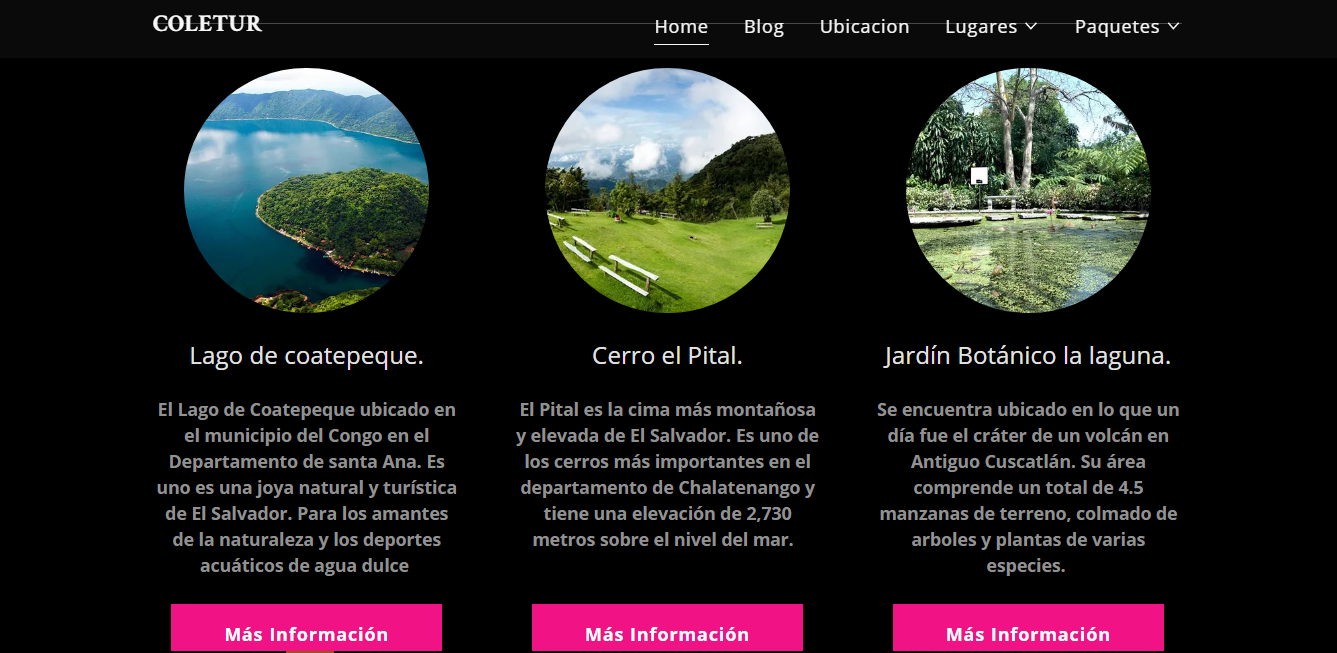 COLETUR
Home Blog Ubicacion Lugares Paquetes
Lago de coatepeque.
El Lago de Coatepeque ubicado en
el municipio del Congo en el
Departamento de santa Ana. Es
uno es una joya natural y turística
de El Salvador. Para los amantes
de la naturaleza y los deportes
acuáticos de agua dulce
Más Información
Cerro el Pital.
El Pital es la cima más montañosa
y elevada de El Salvador. Es uno de
los cerros más importantes en el
departamento de Chalatenango y
tiene una elevación de 2,730
metros sobre el nivel del mar.
Más Información
Jardín Botánico la laguna.
Se encuentra ubicado en lo que un
día fue el cráter de un volcán en
Antiguo Cuscatlán. Su área
comprende un total de 4.5
manzanas de terreno, colmado de
arboles y plantas de varias
especies.
Más Información